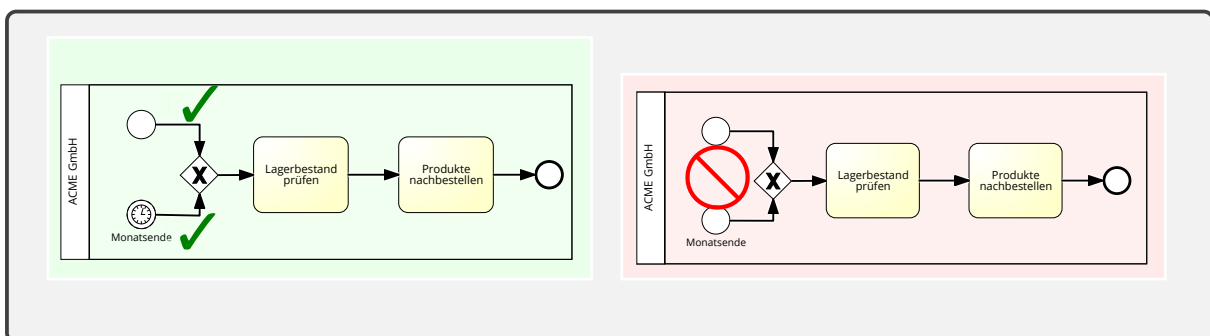 ACME GmbH
Lagerbestand
prüfen
Produkte
nachbestellen
Monatsende
ACME GmbH
Lagerbestand
prüfen
Produkte
nachbestellen
Monatsende